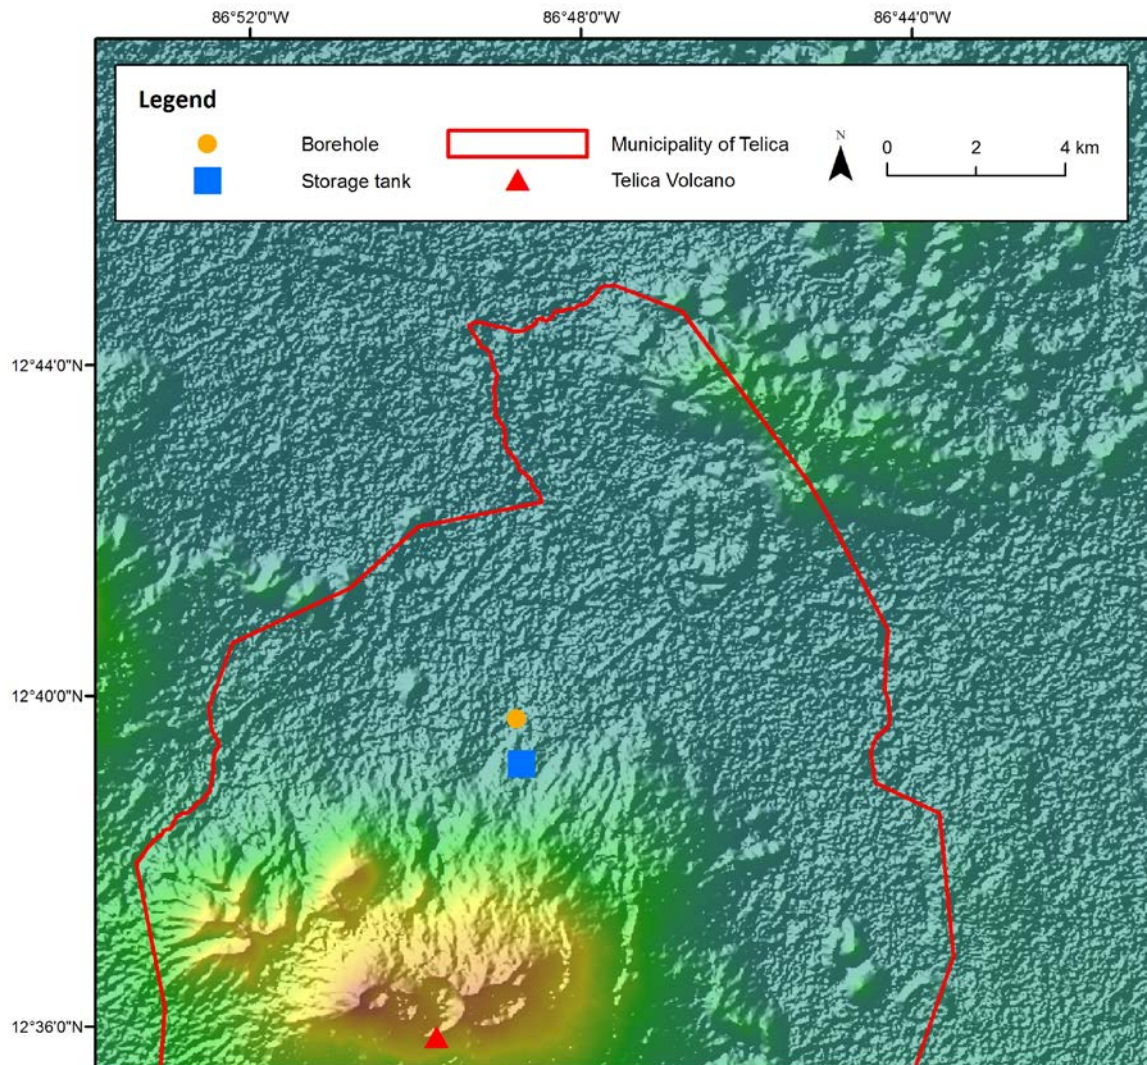 86°52'0"W 86°48'0"W 86°44'0"W
Legend
Borehole Municipality of Telica N 0 2 4 km
Storage tank Telica Volcano
12°44'0"N
12°40'0"N
12°36'0"N